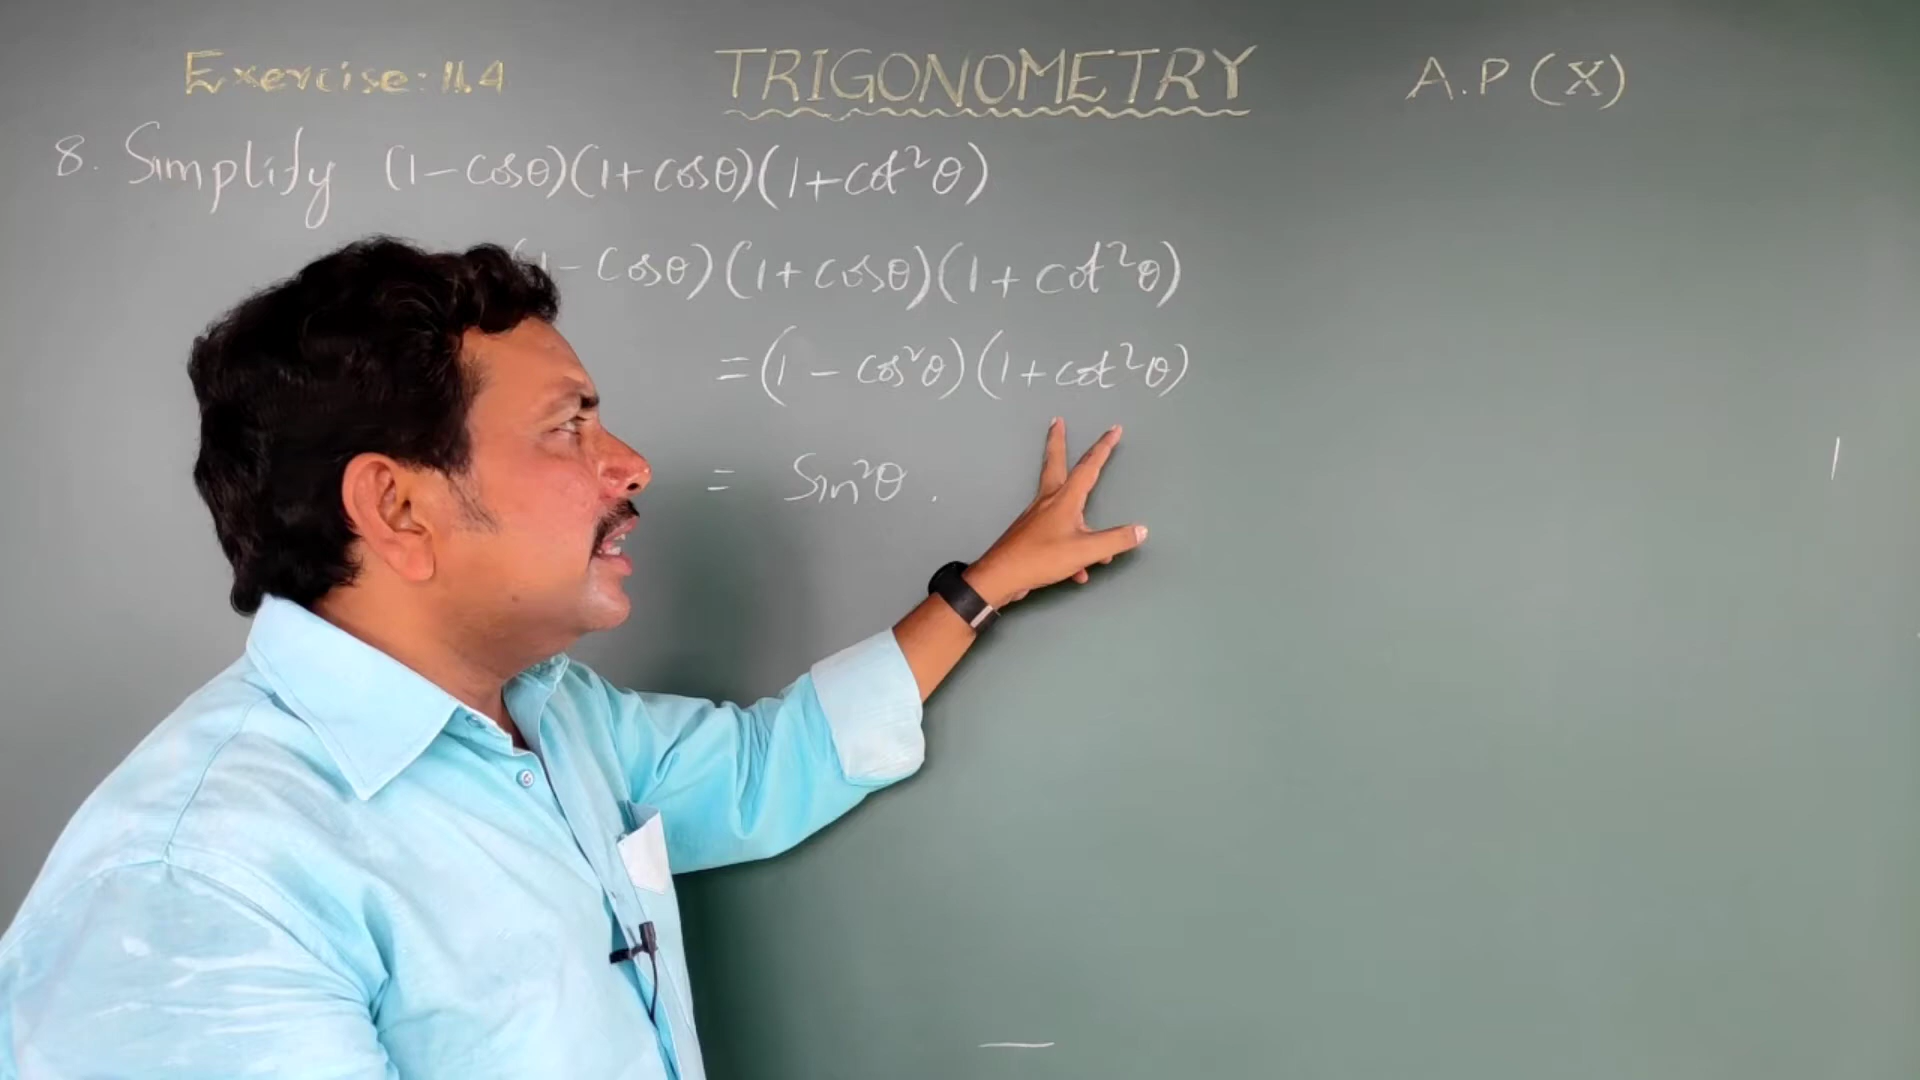 Exercise: 11.4 TRIGONOMETRY A.P (X)
8. Simplify (1-cosθ)(1+cosθ)(1+cot²θ)
(1-cosθ)(1+cosθ)(1+cot²θ)
=(1-cos²θ)(1+cot²θ)
= Sin²θ.